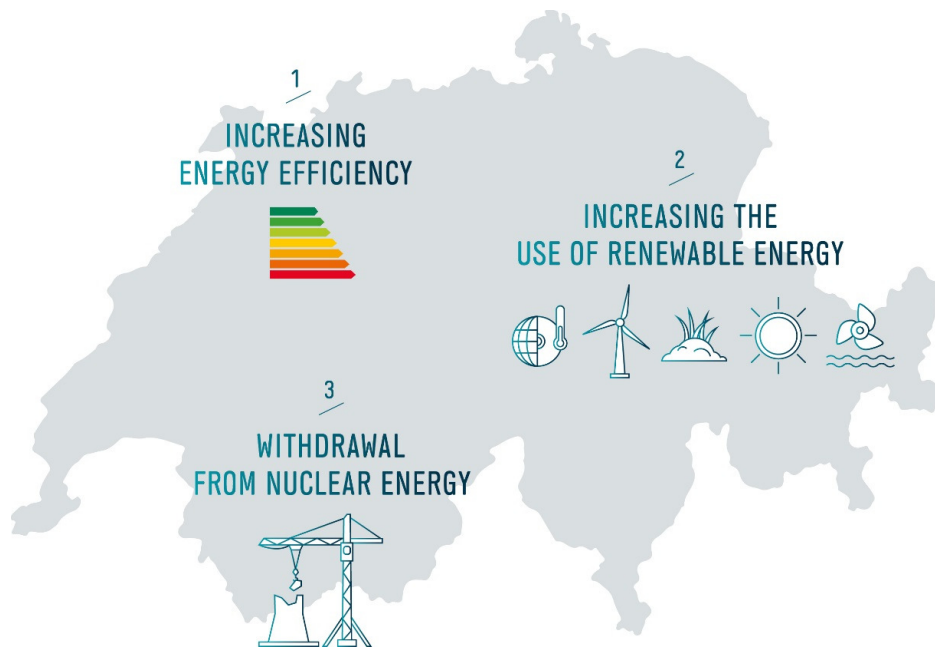 1
INCREASING
ENERGY EFFICIENCY
2
INCREASING THE
USE OF RENEWABLE ENERGY
3
WITHDRAWAL
FROM NUCLEAR ENERGY